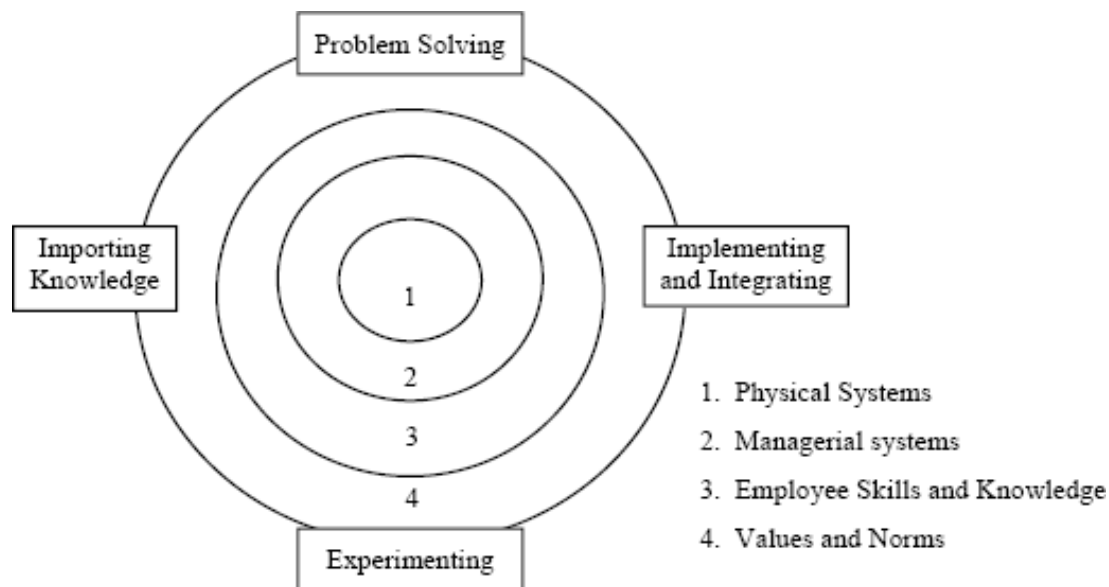 Problem Solving
Importing
Knowledge
Implementing
and Integrating
1
2
3
4
Experimenting
1. Physical Systems
2. Managerial systems
3. Employee Skills and Knowledge
4. Values and Norms